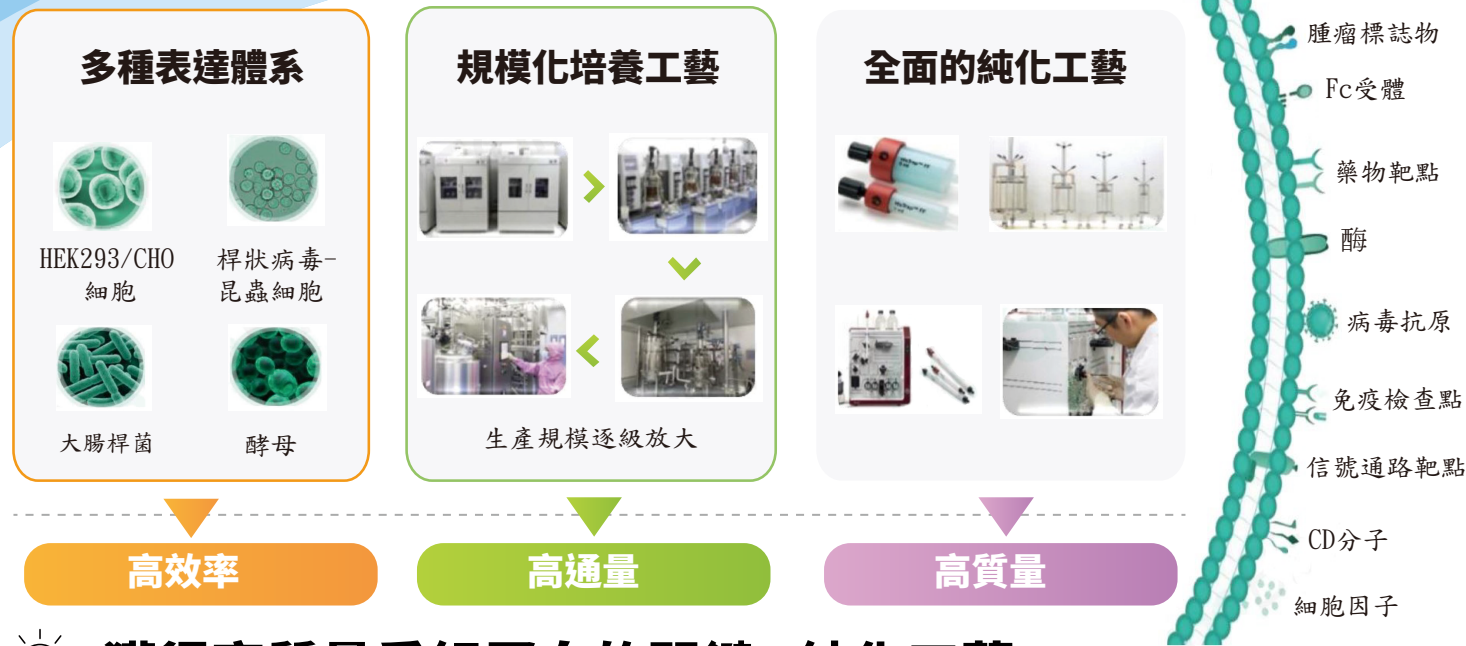 多種表達體系
HEK293/CHO
細胞
桿狀病毒-
昆蟲細胞
大腸桿菌
酵母
高效率
規模化培養工藝
生產規模逐級放大
高通量
全面的純化工藝
高質量
腫瘤標誌物
Fc受體
藥物靶點
酶
病毒抗原
免疫檢查點
信號通路靶點
CD分子
細胞因子